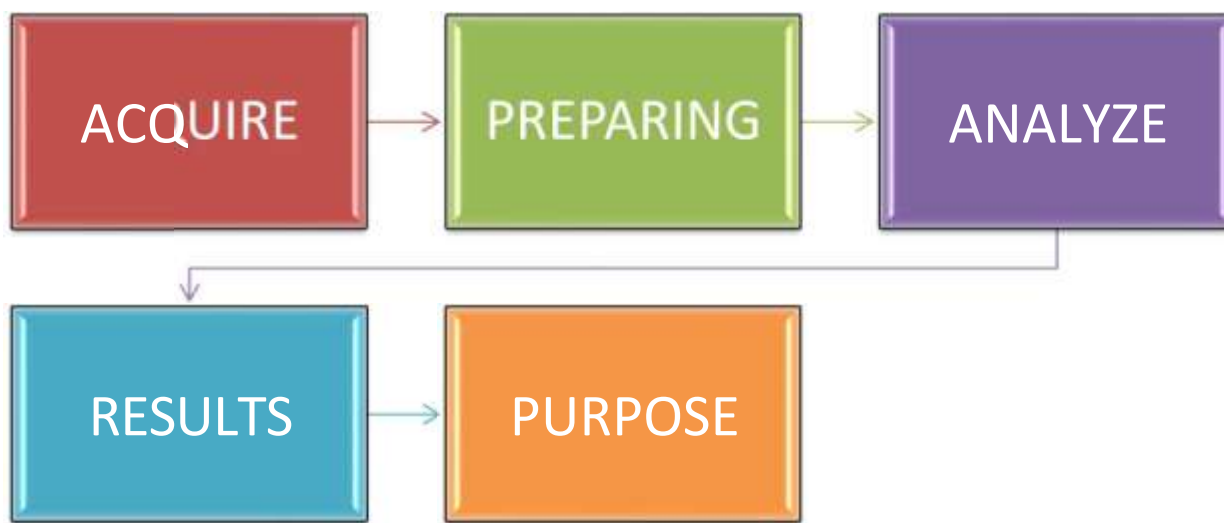 ACQUIRE
PREPARING
ANALYZE
RESULTS
PURPOSE